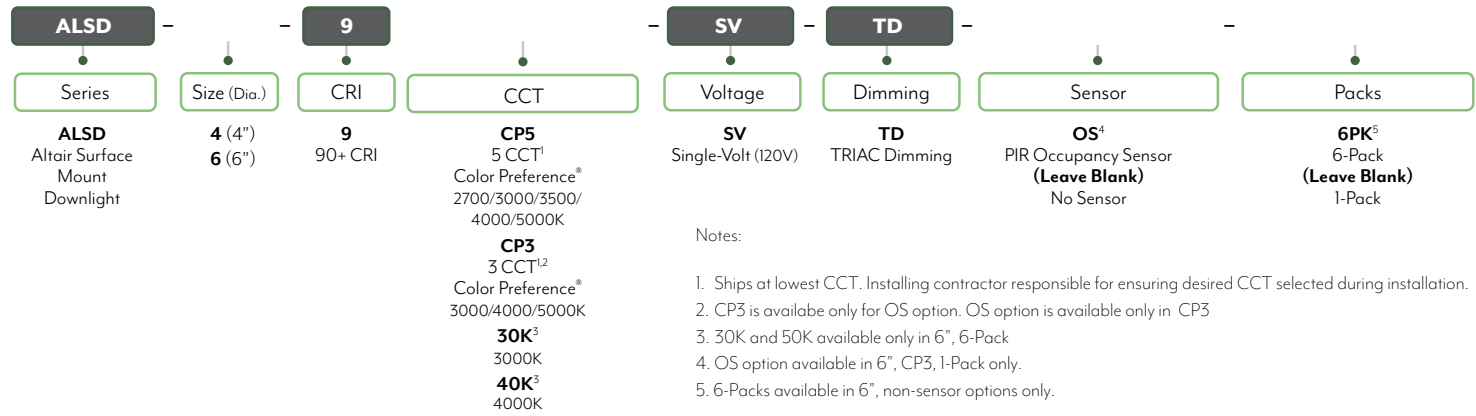 ALSD – – 9 – SV – TD – –
Series Size (Dia.) CRI CCT Voltage Dimming Sensor Packs
ALSD
Altair Surface
Mount
Downlight
4 (4”)
6 (6”)
9
90+ CRI
CP5
5 CCT¹
Color Preference®
2700/3000/3500/
4000/5000K
CP3
3 CCT¹,²
Color Preference®
3000/4000/5000K
30K³
3000K
40K³
4000K
SV
Single-Volt (120V)
TD
TRIAC Dimming
OS⁴
PIR Occupancy Sensor
(Leave Blank)
No Sensor
6PK⁵
6-Pack
(Leave Blank)
1-Pack
Notes:
1. Ships at lowest CCT. Installing contractor responsible for ensuring desired CCT selected during installation.
2. CP3 is availabe only for OS option. OS option is available only in CP3
3. 30K and 50K available only in 6”, 6-Pack
4. OS option available in 6”, CP3, 1-Pack only.
5. 6-Packs available in 6”, non-sensor options only.